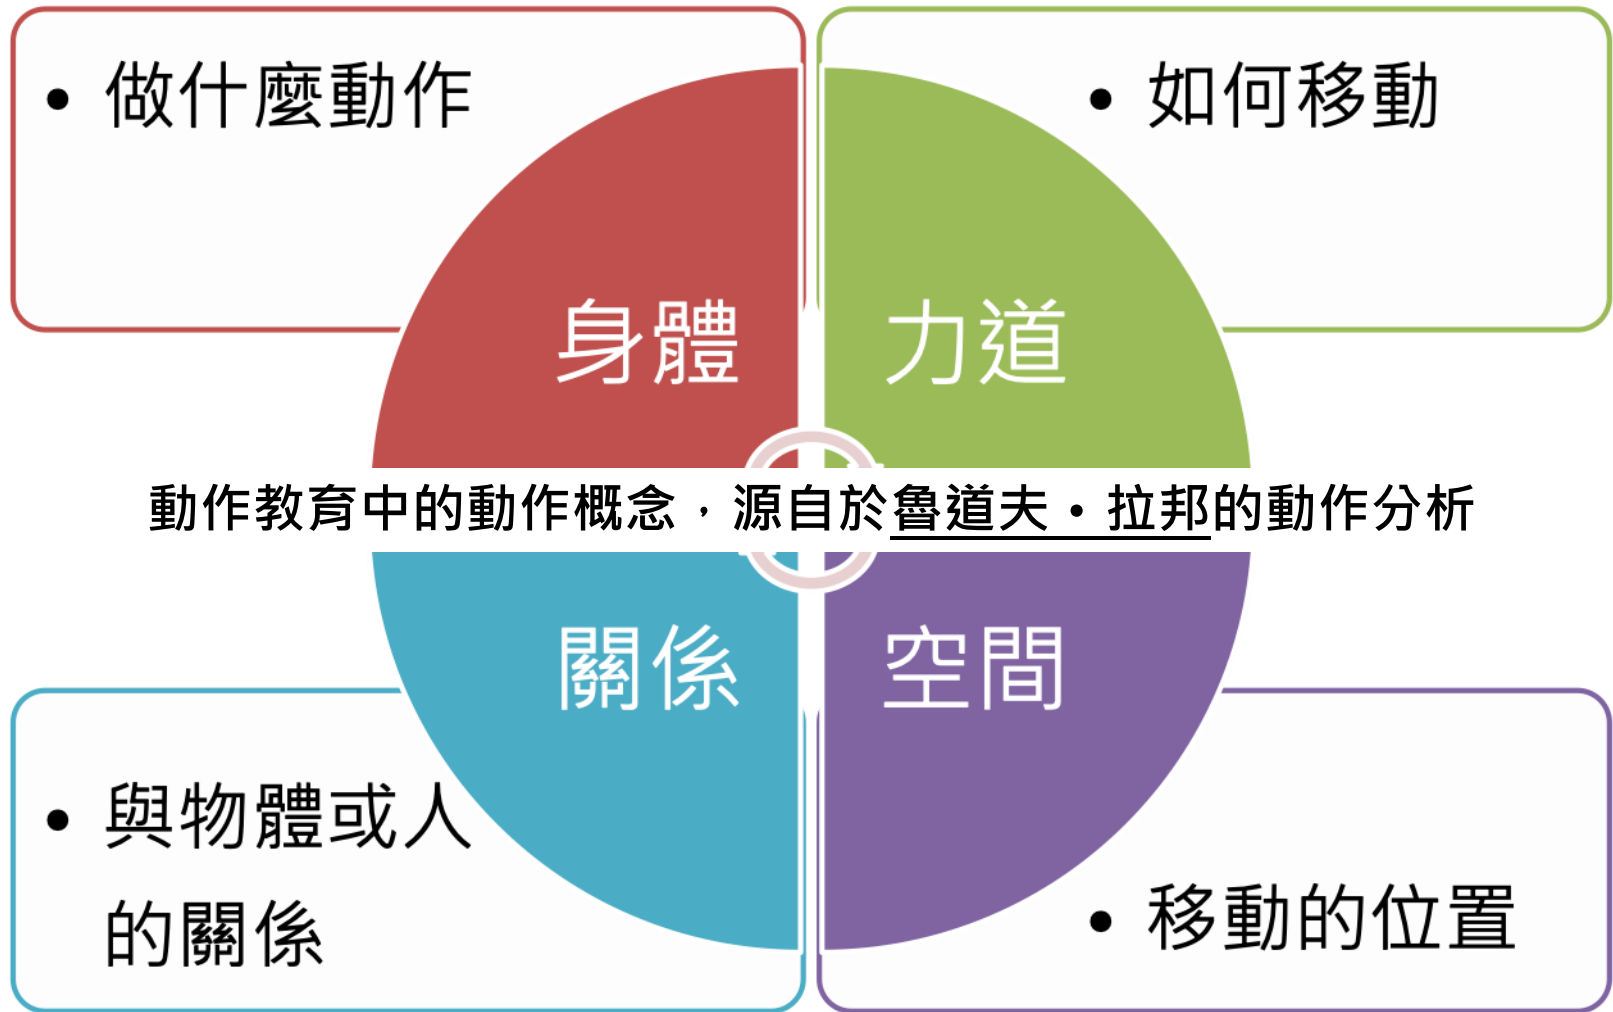 • 做什麼動作
• 如何移動
身體
力道
動作教育中的動作概念，源自於魯道夫•拉邦的動作分析
關係
空間
• 與物體或人
的關係
• 移動的位置